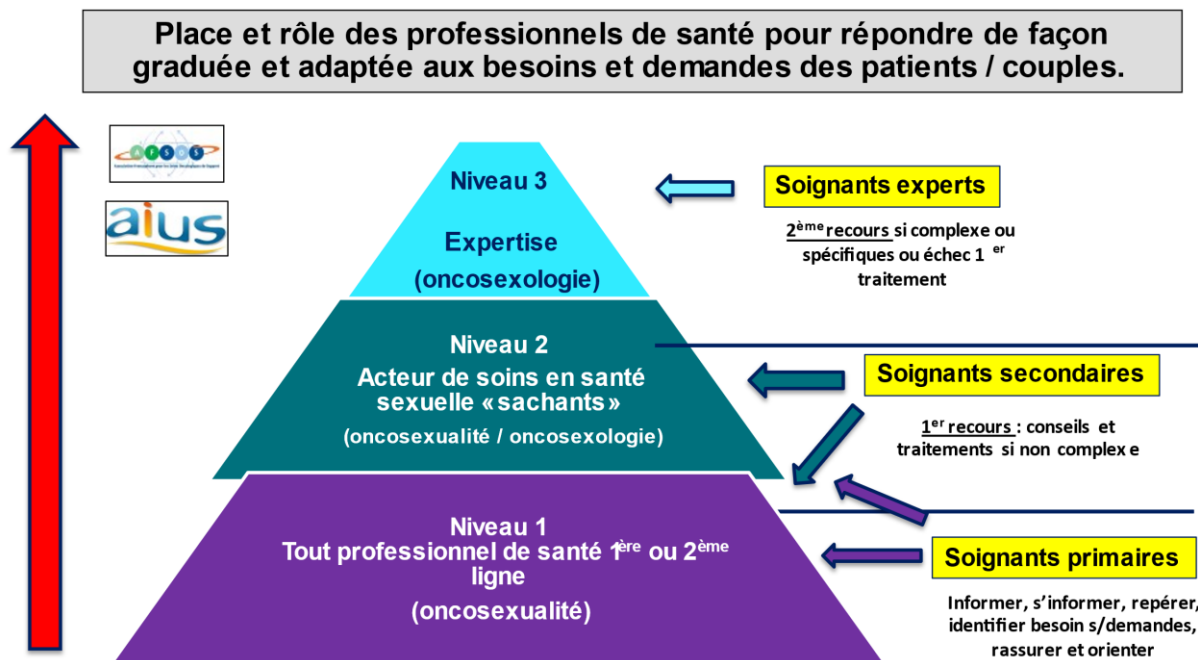 Place et rôle des professionnels de santé pour répondre de façon
graduée et adaptée aux besoins et demandes des patients / couples.
AFSOS
aius
Niveau 3
Expertise
(oncosexologie)
Soignants experts
2ème recours si complexe ou
spécifiques ou échec 1 er
traitement
Niveau 2
Acteur de soins en santé
sexuelle « sachants »
(oncosexualité / oncosexologie)
Soignants secondaires
1er recours : conseils et
traitements si non complexe
Niveau 1
Tout professionnel de santé 1ère ou 2ème
ligne
(oncosexualité)
Soignants primaires
Informer, s'informer, repérer,
identifier besoin s/demandes,
rassurer et orienter